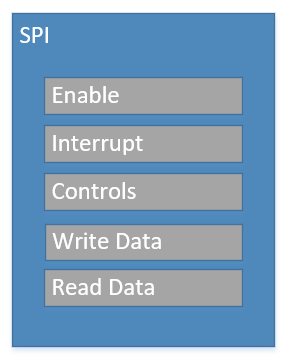 SPI
Enable
Interrupt
Controls
Write Data
Read Data